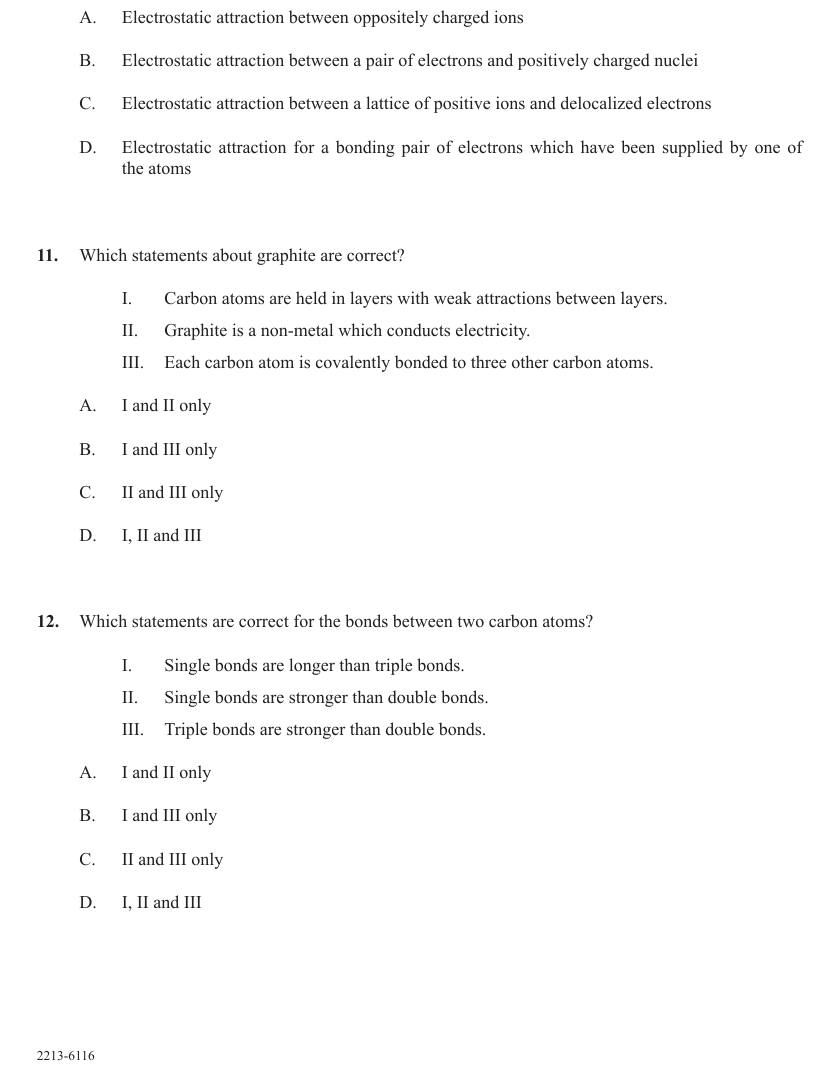 A. Electrostatic attraction between oppositely charged ions
B. Electrostatic attraction between a pair of electrons and positively charged nuclei
C. Electrostatic attraction between a lattice of positive ions and delocalized electrons
D. Electrostatic attraction for a bonding pair of electrons which have been supplied by one of
the atoms
11. Which statements about graphite are correct?
I. Carbon atoms are held in layers with weak attractions between layers.
II. Graphite is a non-metal which conducts electricity.
III. Each carbon atom is covalently bonded to three other carbon atoms.
A. I and II only
B. I and III only
C. II and III only
D. I, II and III
12. Which statements are correct for the bonds between two carbon atoms?
I. Single bonds are longer than triple bonds.
II. Single bonds are stronger than double bonds.
III. Triple bonds are stronger than double bonds.
A. I and II only
B. I and III only
C. II and III only
D. I, II and III
2213-6116